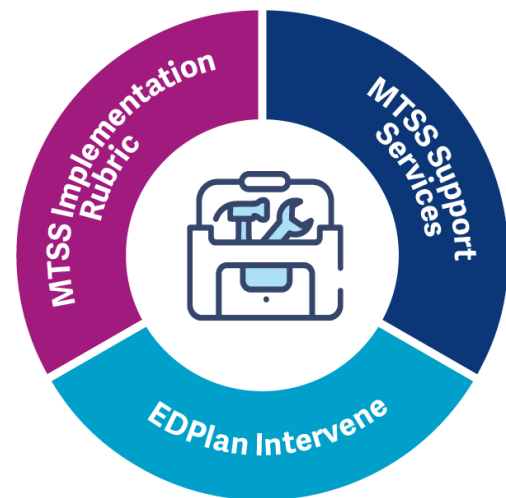 MTSS Implementation
Rubric
MTSS Support
Services
EDPlan Intervene